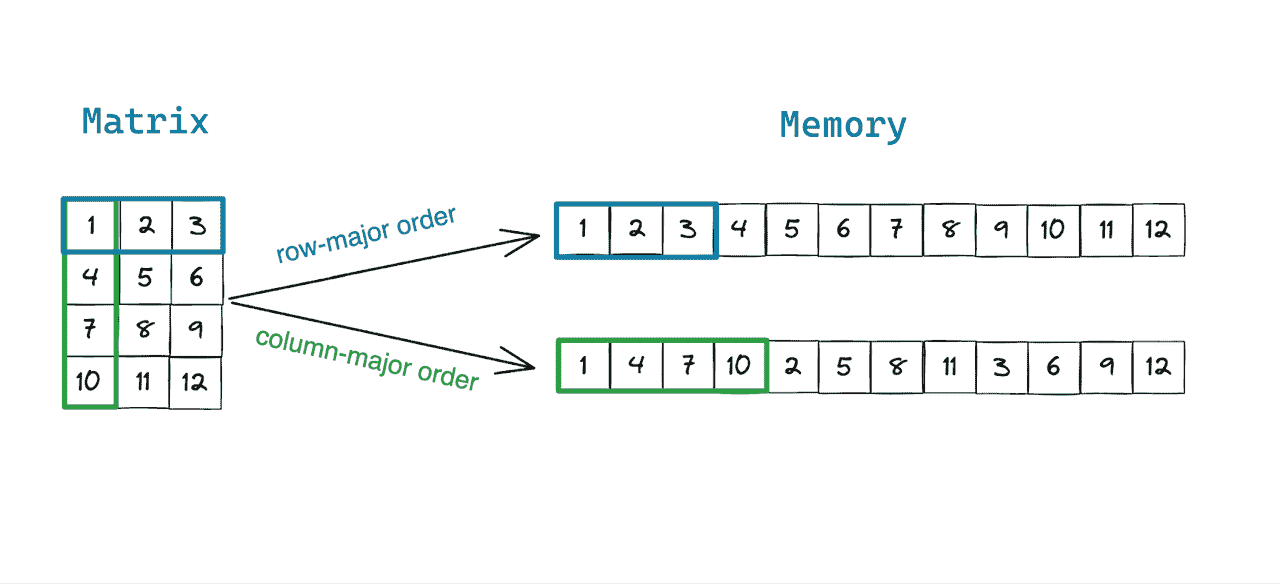 Matrix
Memory
1 2 3
4 5 6
7 8 9
10 11 12
row-major order
column-major order
1 2 3 4 5 6 7 8 9 10 11 12
1 4 7 10 2 5 8 11 3 6 9 12